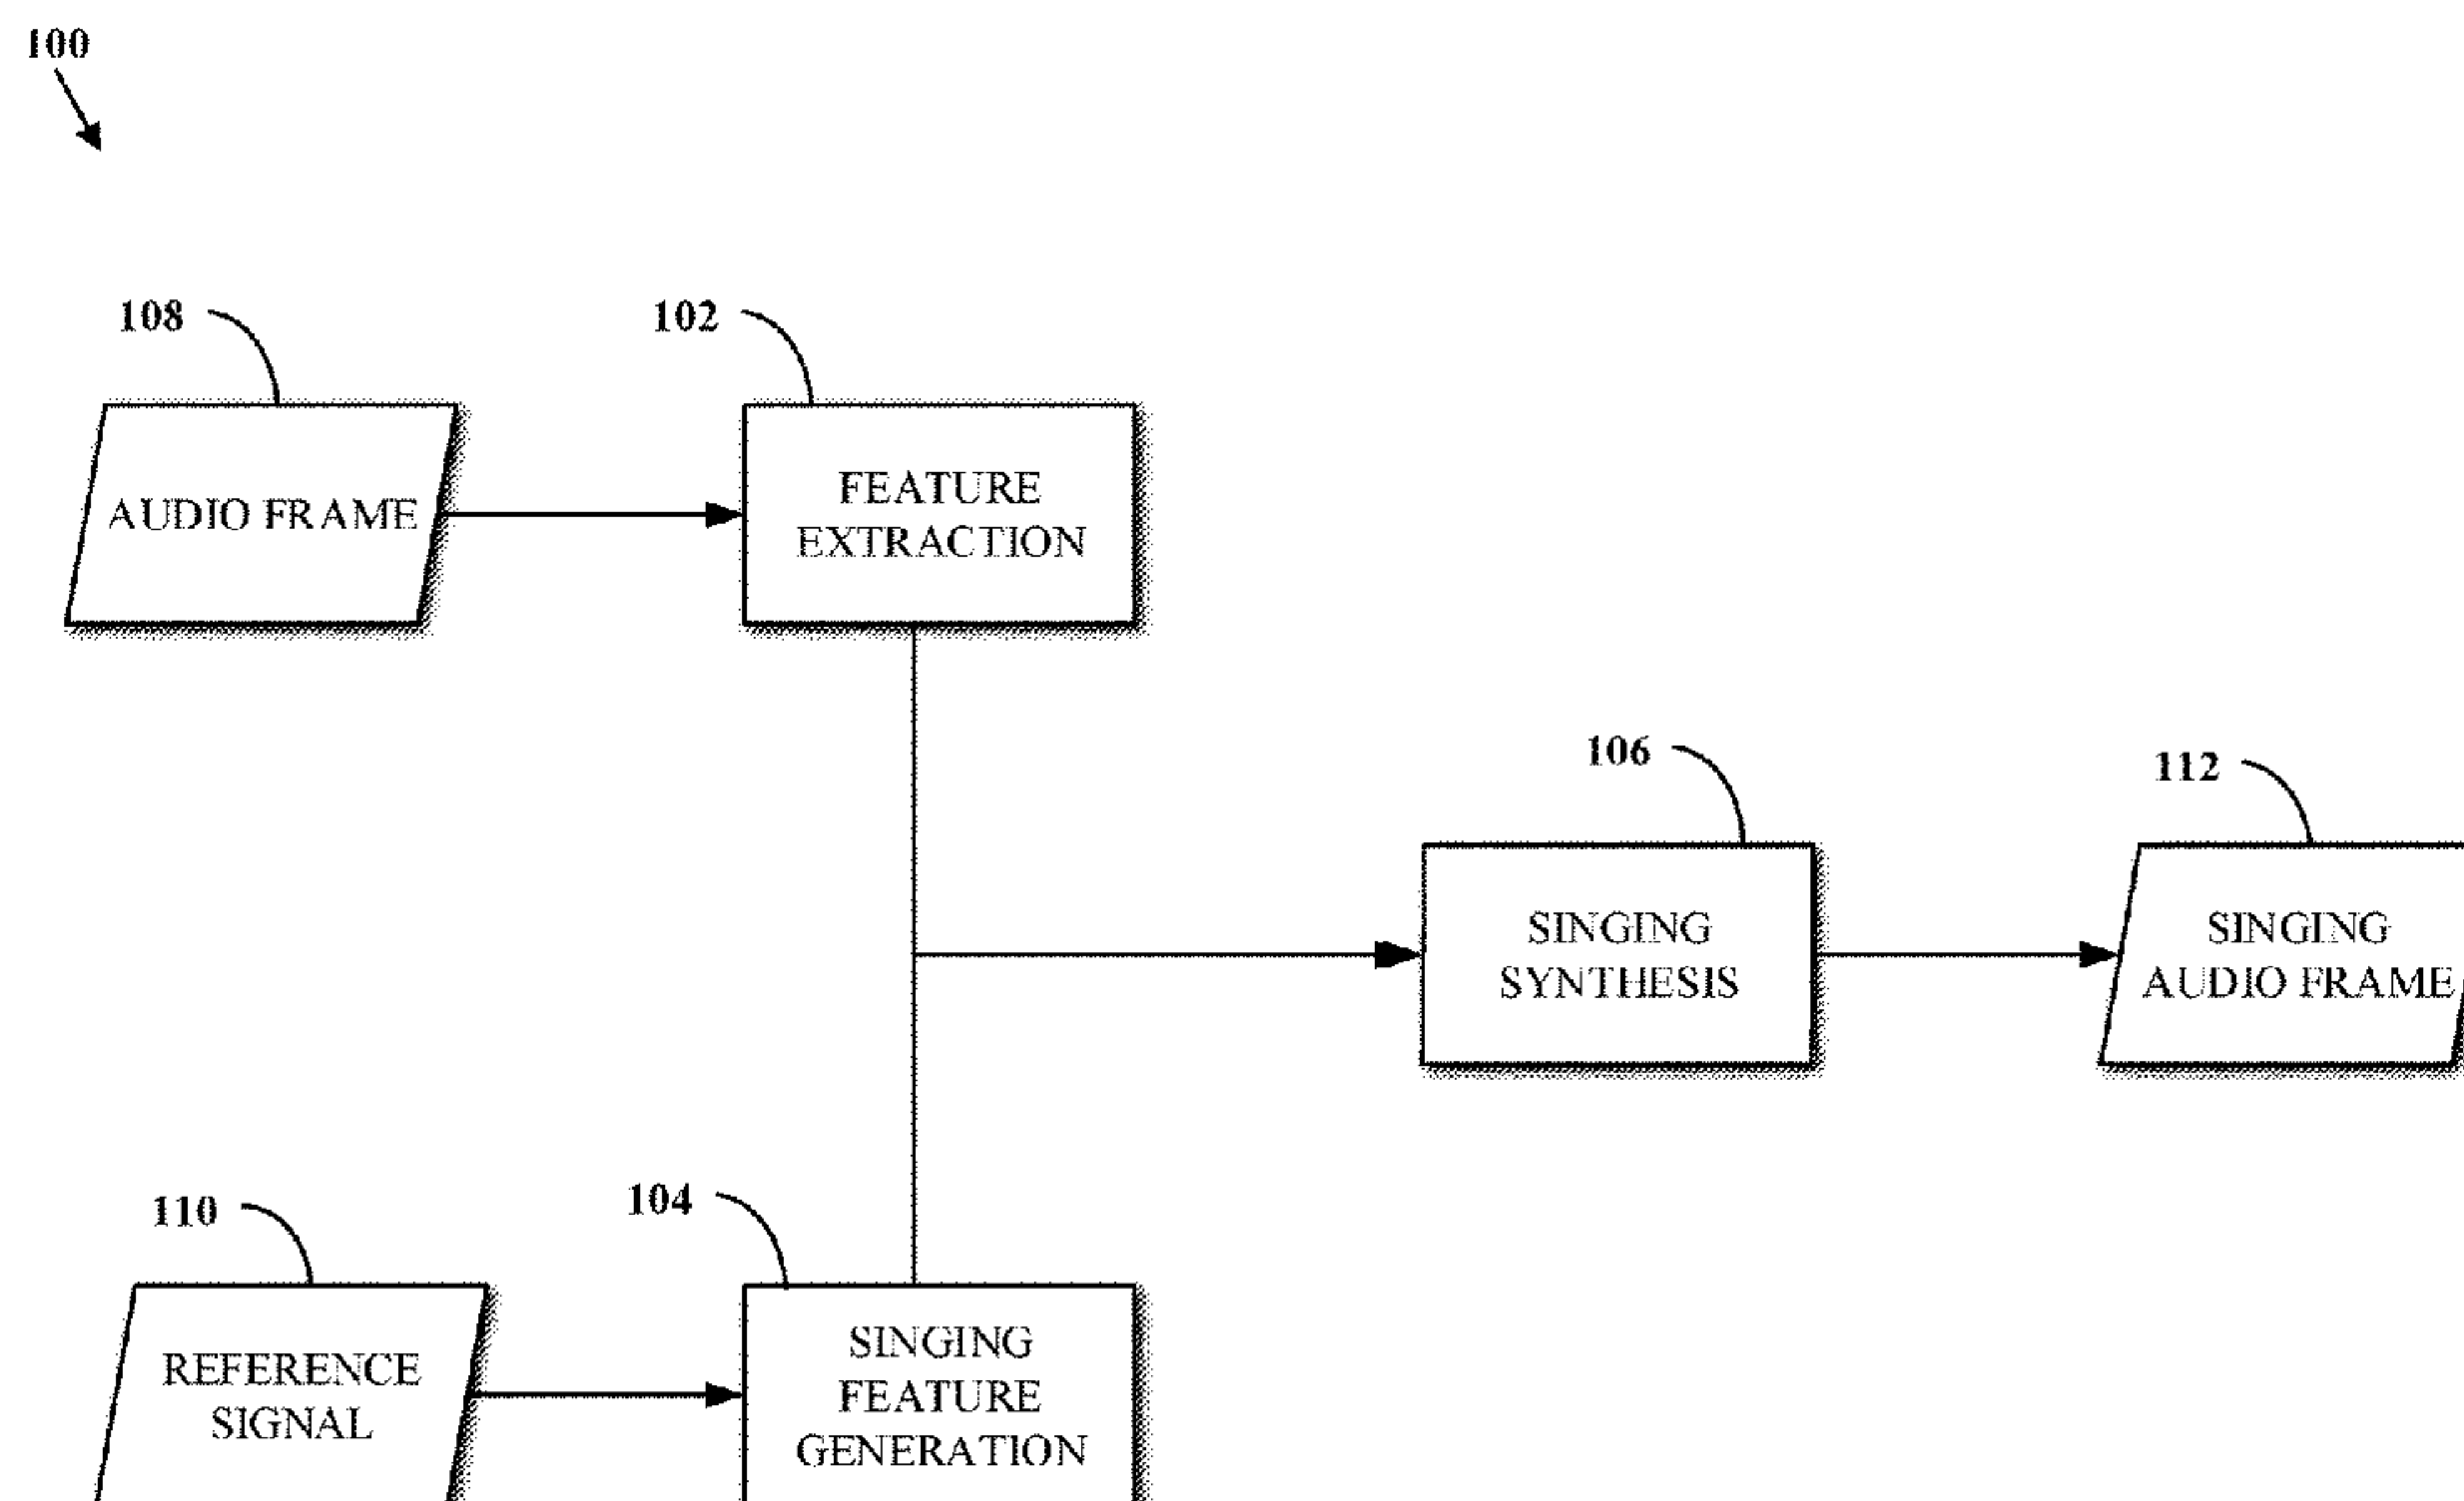 100
108
102
AUDIO FRAME
FEATURE
EXTRACTION
106
112
SINGING
SYNTHESIS
SINGING
AUDIO FRAME
110
104
REFERENCE
SIGNAL
SINGING
FEATURE
GENERATION